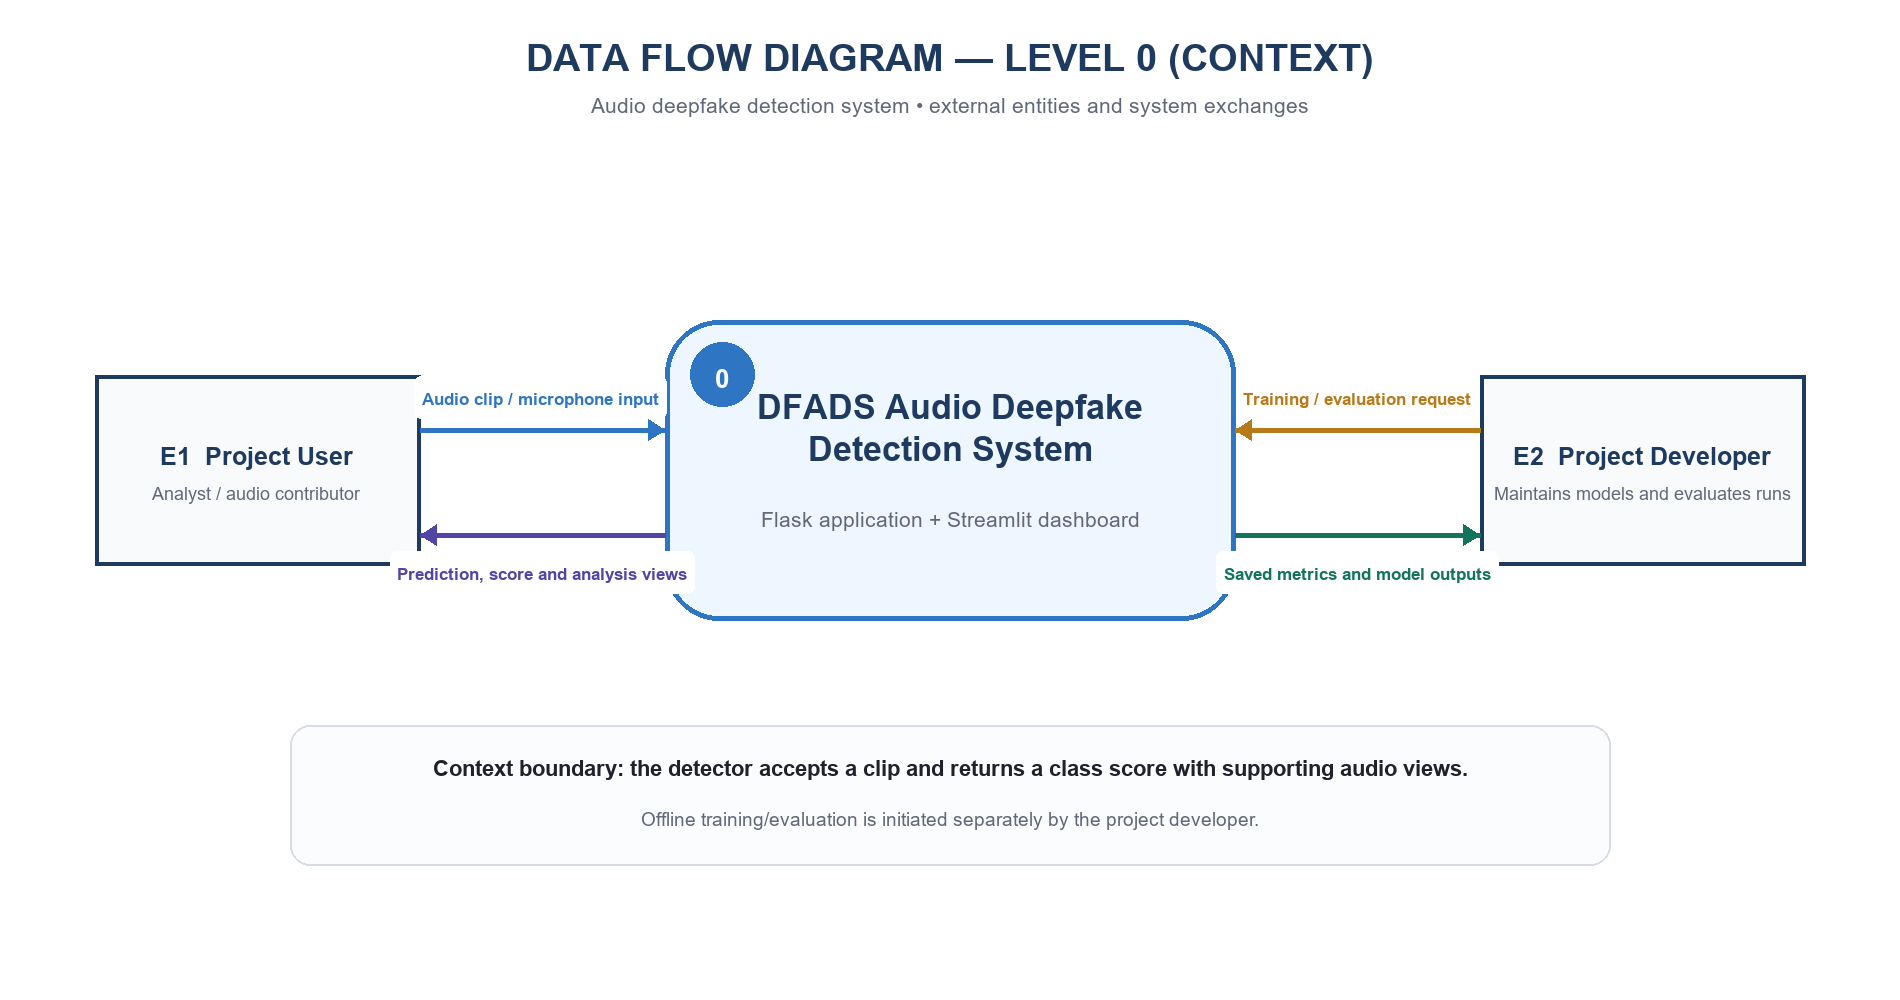 DATA FLOW DIAGRAM — LEVEL 0 (CONTEXT)
Audio deepfake detection system • external entities and system exchanges
E1 Project User
Analyst / audio contributor
Audio clip / microphone input
Prediction, score and analysis views
0
DFADS Audio Deepfake
Detection System
Flask application + Streamlit dashboard
Training / evaluation request
Saved metrics and model outputs
E2 Project Developer
Maintains models and evaluates runs
Context boundary: the detector accepts a clip and returns a class score with supporting audio views.
Offline training/evaluation is initiated separately by the project developer.